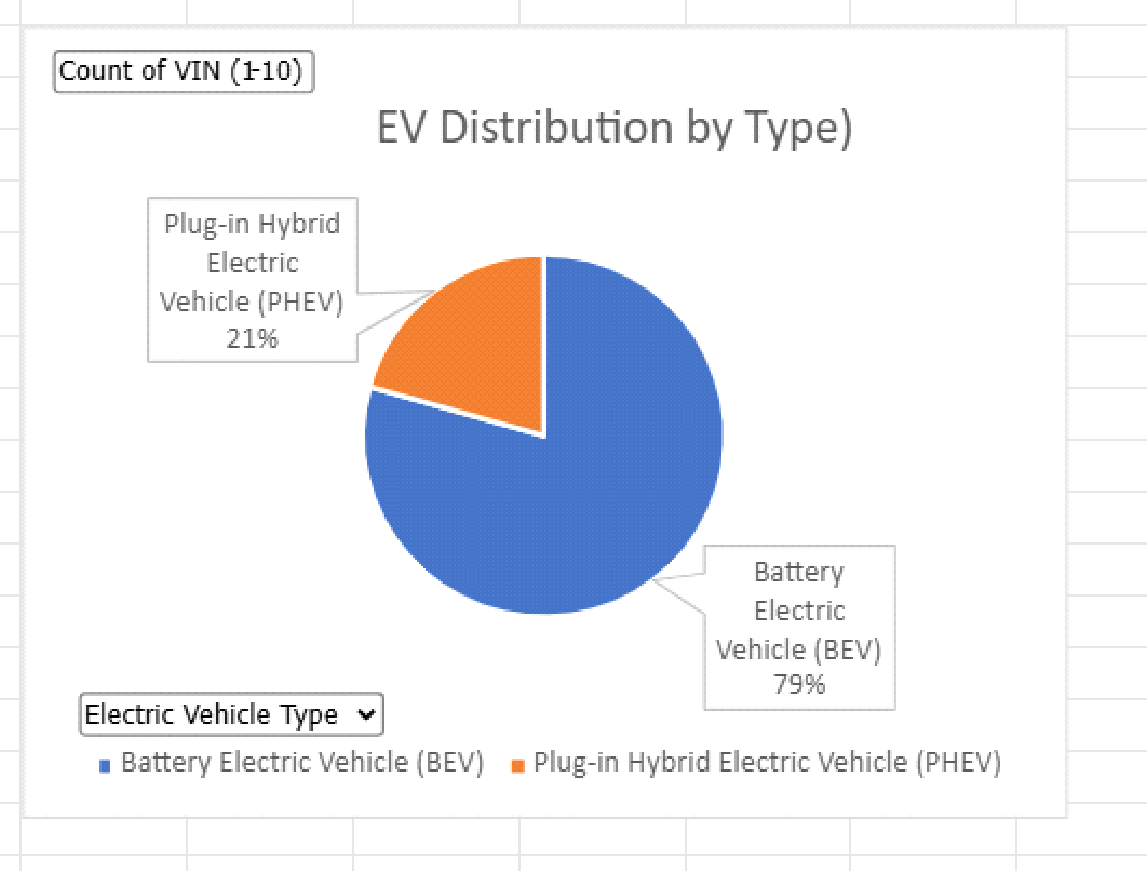 Count of VIN (1-10)
EV Distribution by Type)
Plug-in Hybrid
Electric
Vehicle (PHEV)
21%
Battery
Electric
Vehicle (BEV)
79%
Electric Vehicle Type
Battery Electric Vehicle (BEV)
Plug-in Hybrid Electric Vehicle (PHEV)